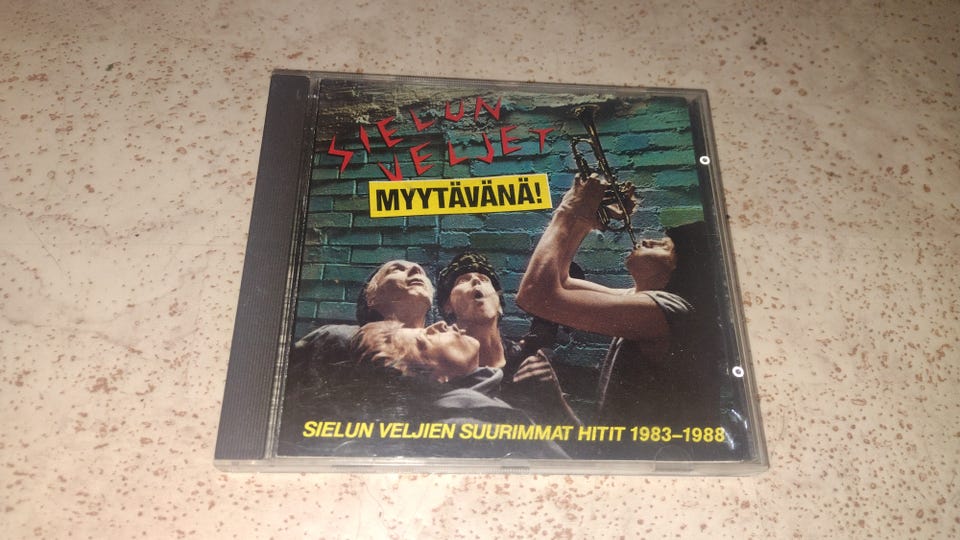 SIELUN
VELJET
MYYTÄVÄNÄ!
SIELUN VELJIEN SUURIMMAT HITIT 1983–1988